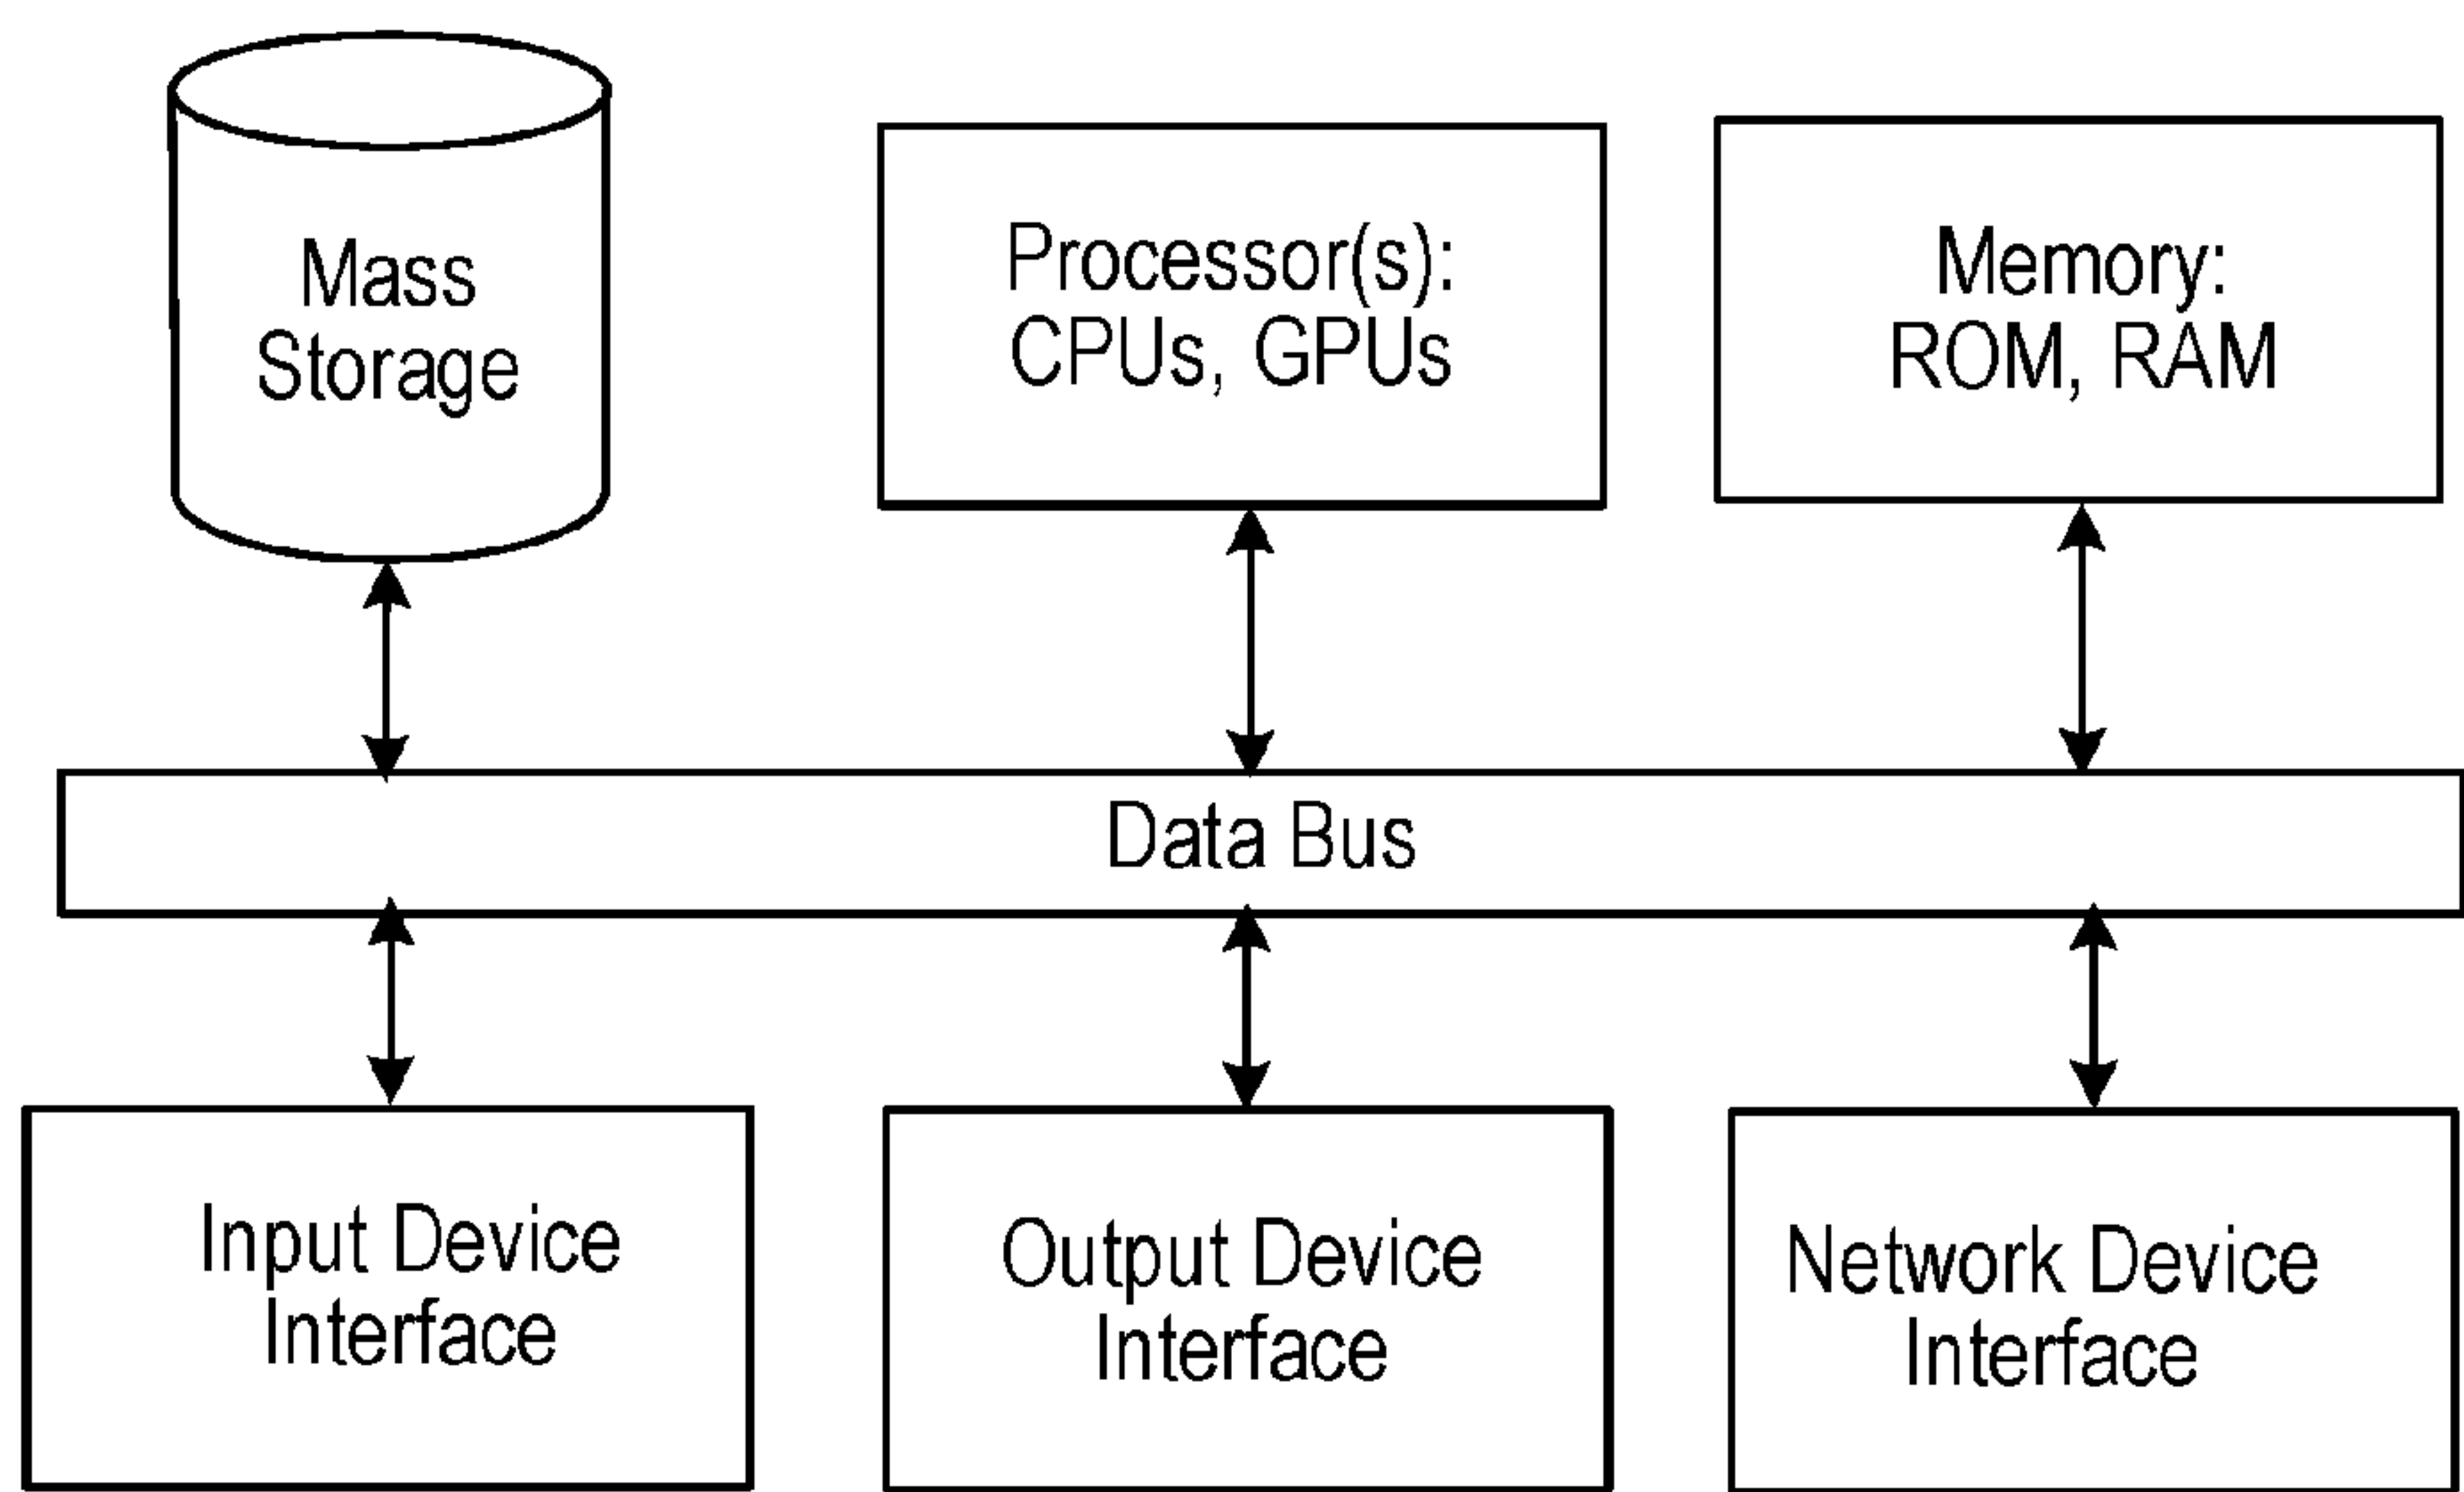 Mass
Storage
Processor(s):
CPUs, GPUs
Memory:
ROM, RAM
Data Bus
Input Device
Interface
Output Device
Interface
Network Device
Interface